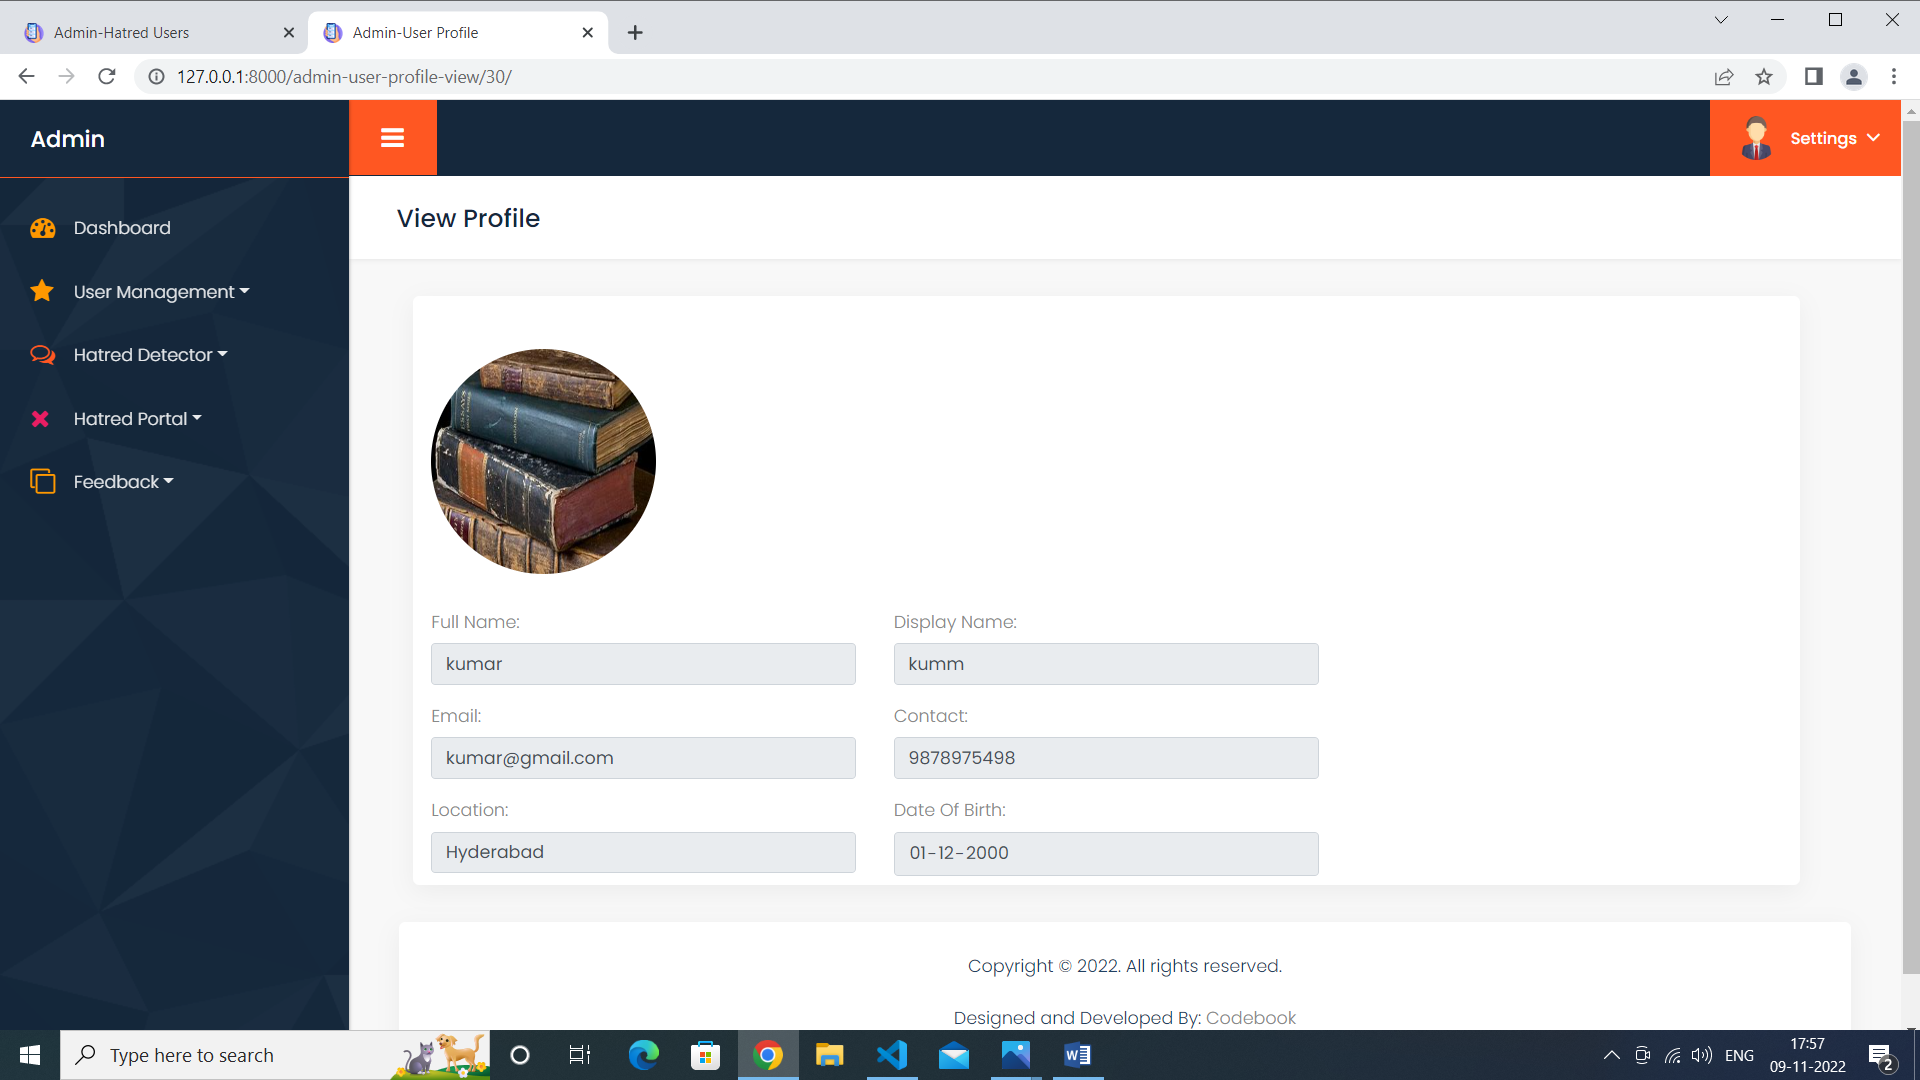 Admin-Hatred Users
Admin-User Profile
127.0.0.1:8000/admin-user-profile-view/30/
Admin
Settings
Dashboard
User Management
Hatred Detector
Hatred Portal
Feedback
View Profile
Full Name:
Display Name:
kumar
kumm
Email:
Contact:
kumar@gmail.com
9878975498
Location:
Date Of Birth:
Hyderabad
01-12-2000
Copyright © 2022. All rights reserved.
Designed and Developed By: Codebook
Type here to search
ENG
17:57
09-11-2022
2